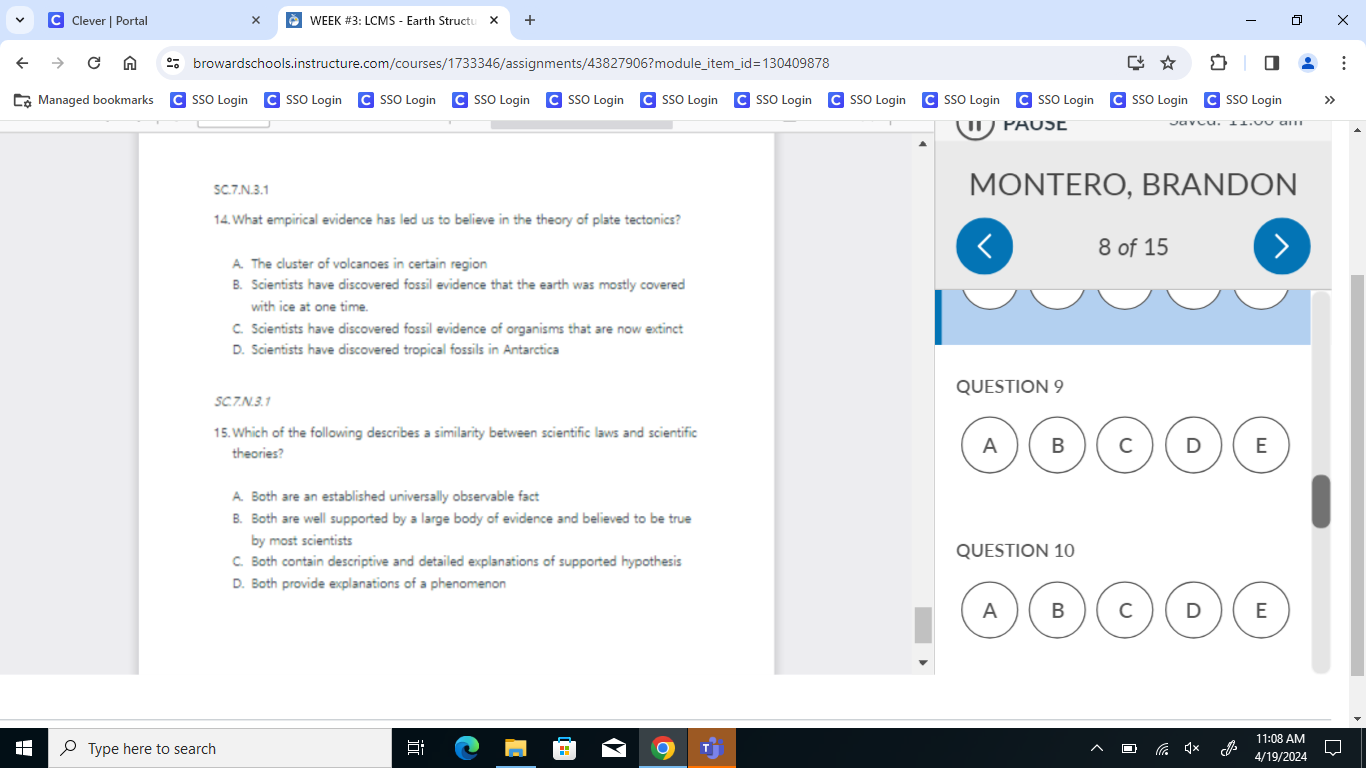 Clever | Portal
WEEK #3: LCMS - Earth Structu
browardschools.instructure.com/courses/1733346/assignments/43827906?module_item_id=130409878
Managed bookmarks SSO Login SSO Login SSO Login SSO Login SSO Login SSO Login SSO Login SSO Login SSO Login SSO Login SSO Login SSO Login
SC.7.N.3.1
14. What empirical evidence has led us to believe in the theory of plate tectonics?
A. The cluster of volcanoes in certain region
B. Scientists have discovered fossil evidence that the earth was mostly covered
with ice at one time.
C. Scientists have discovered fossil evidence of organisms that are now extinct
D. Scientists have discovered tropical fossils in Antarctica
SC.7.N.3.1
15. Which of the following describes a similarity between scientific laws and scientific
theories?
A. Both are an established universally observable fact
B. Both are well supported by a large body of evidence and believed to be true
by most scientists
C. Both contain descriptive and detailed explanations of supported hypothesis
D. Both provide explanations of a phenomenon
PAUSE
MONTERO, BRANDON
8 of 15
QUESTION 9
A B C D E
QUESTION 10
A B C D E
Type here to search
11:08 AM
4/19/2024